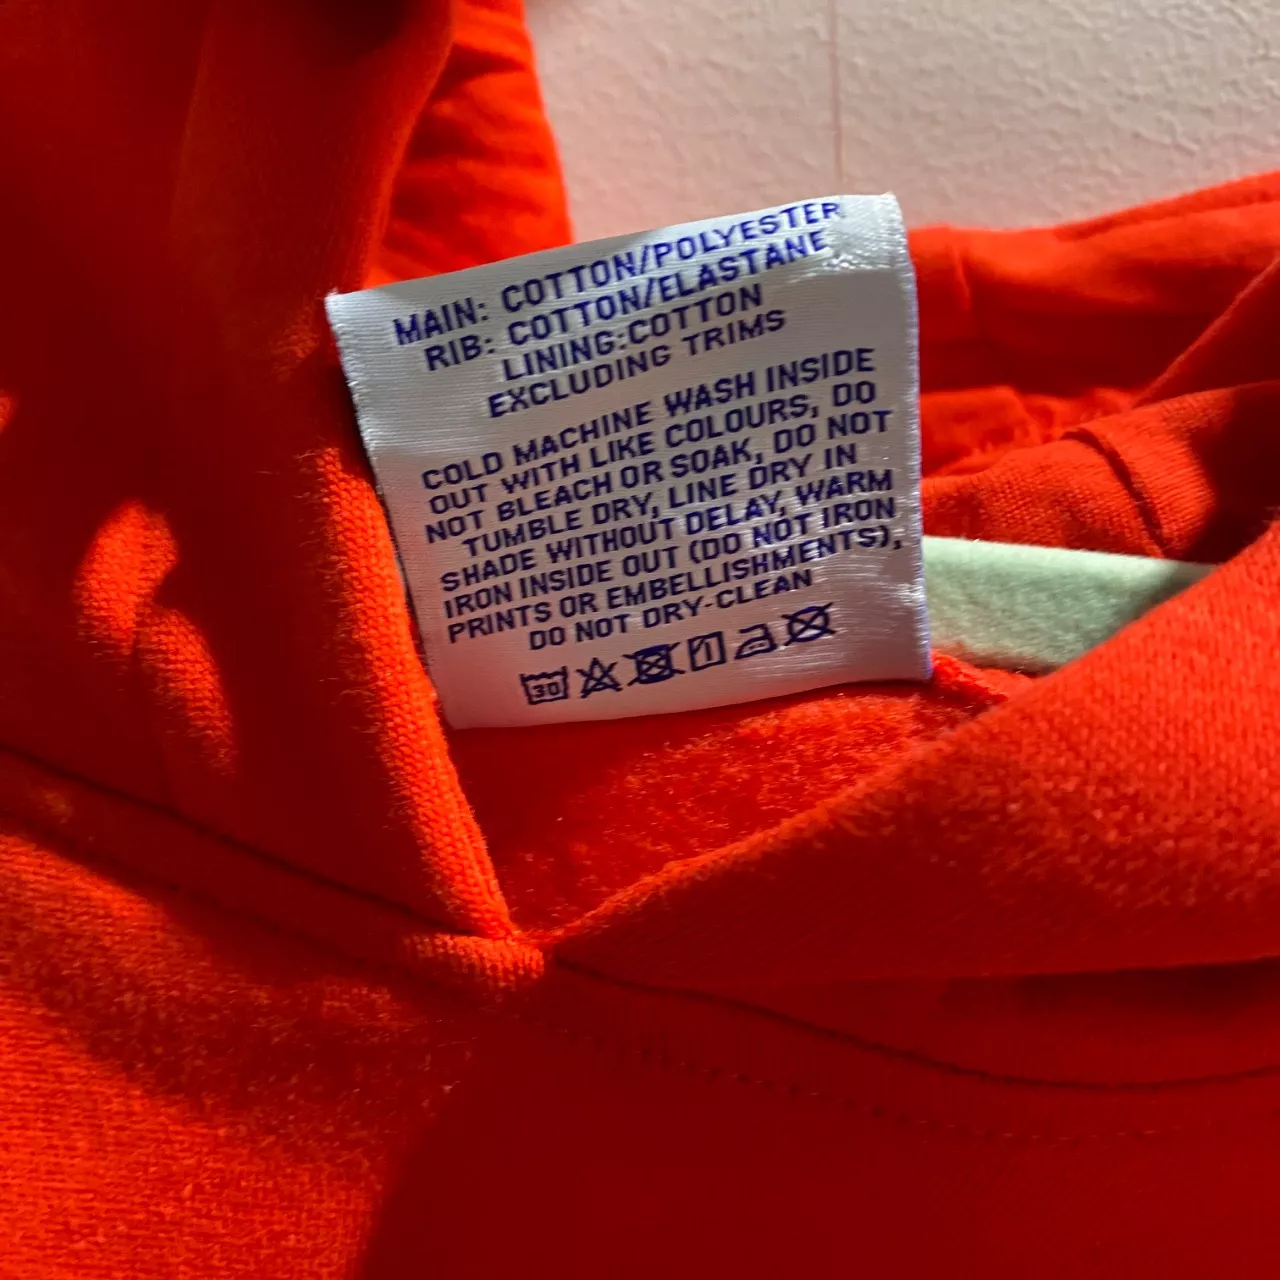 MAIN: COTTON/POLYESTER
RIB: COTTON/ELASTANE
LINING:COTTON
EXCLUDING TRIMS
COLD MACHINE WASH INSIDE
OUT WITH LIKE COLOURS, DO
NOT BLEACH OR SOAK, DO NOT
TUMBLE DRY, LINE DRY IN
SHADE WITHOUT DELAY, WARM
IRON INSIDE OUT (DO NOT IRON
PRINTS OR EMBELLISHMENTS),
DO NOT DRY-CLEAN
30